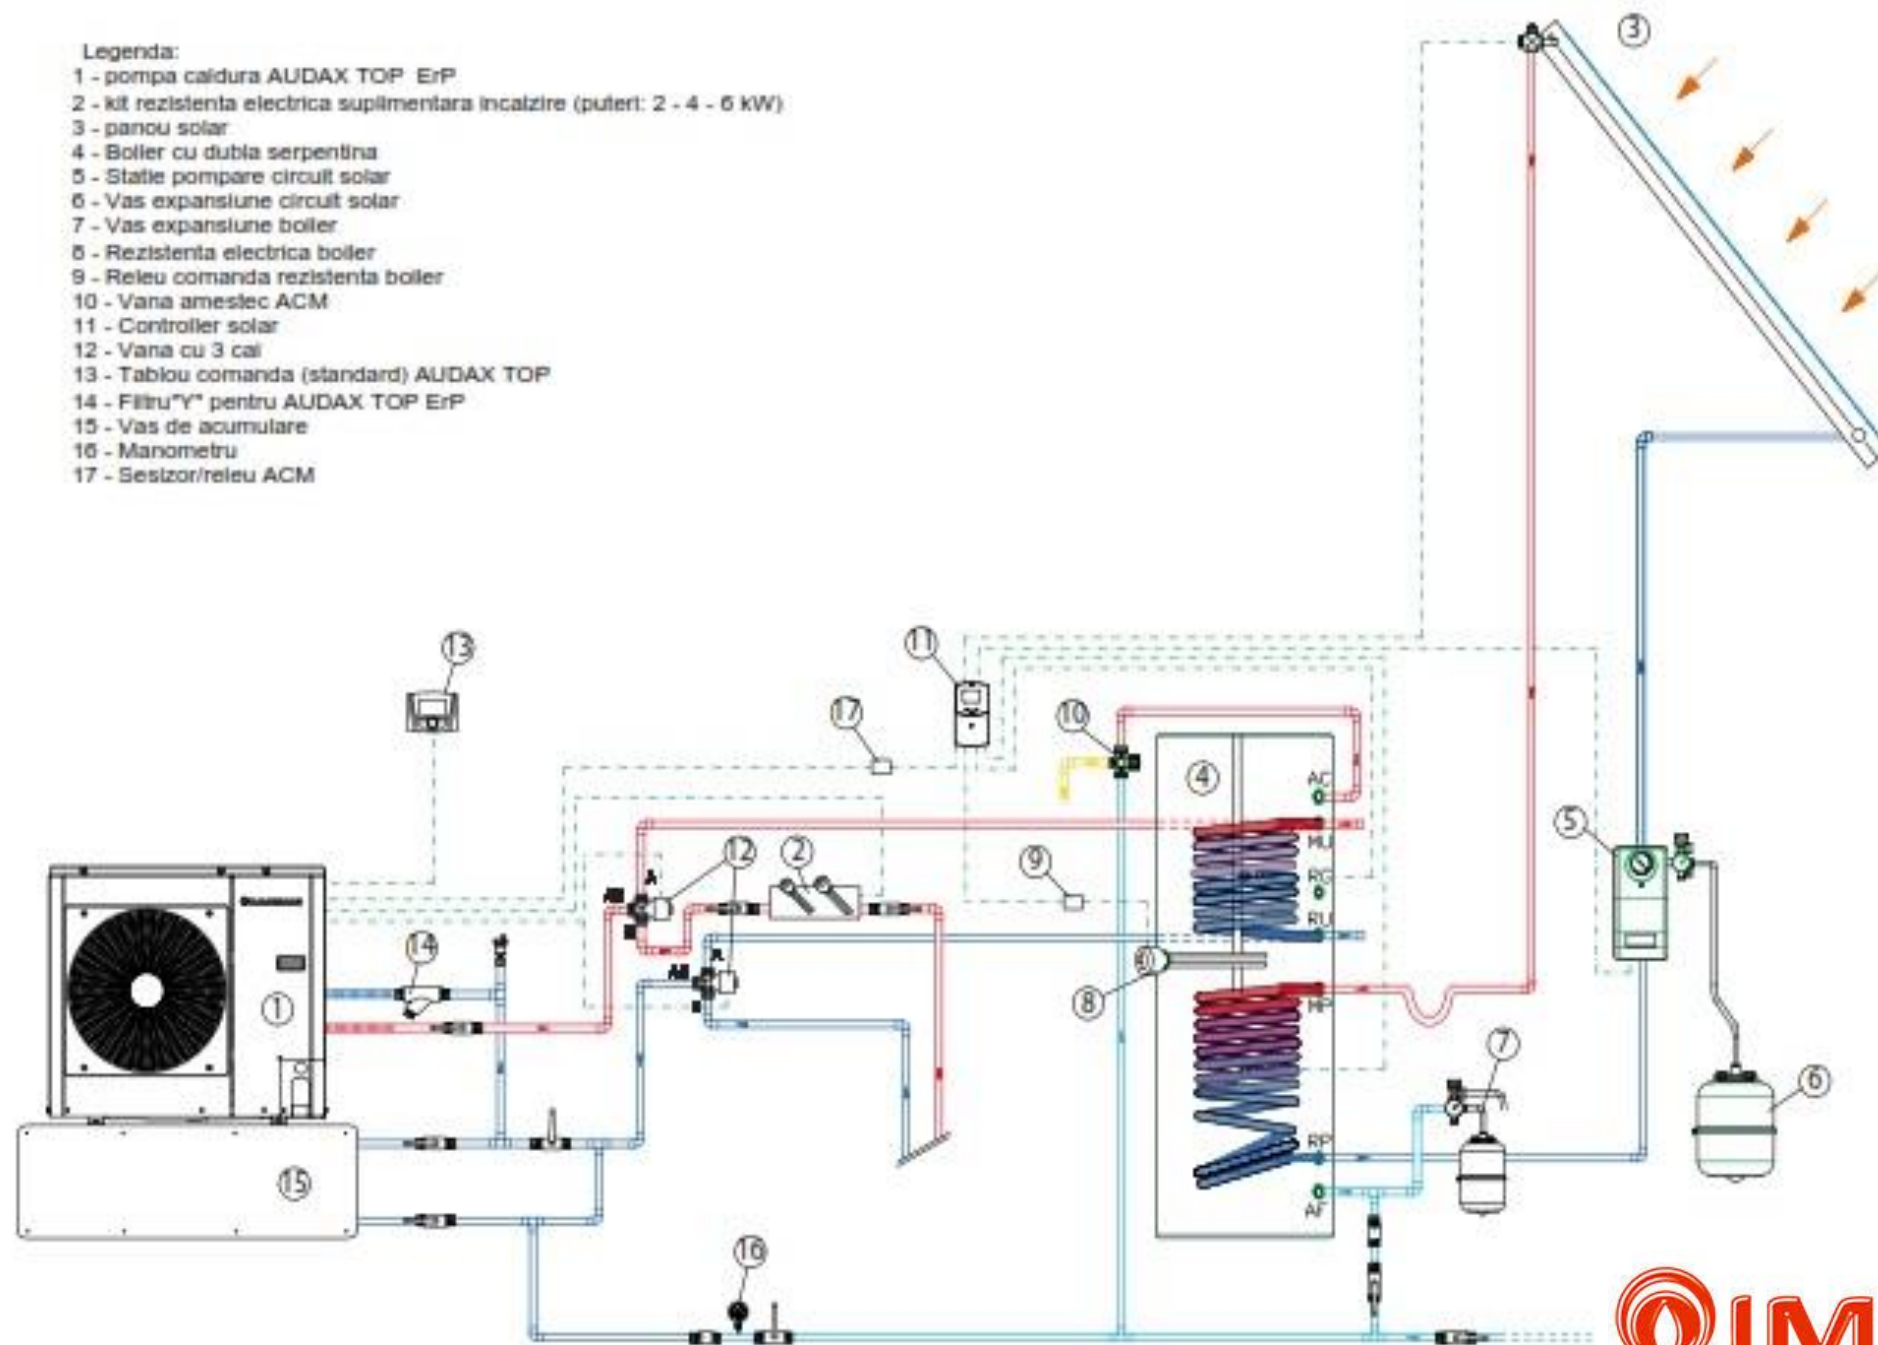 Legenda:
1 - pompa caldura AUDAX TOP ErP
2 - kit rezistenta electrica suplimentara incalzire (puteri: 2 - 4 - 6 kW)
3 - panou solar
4 - Boiler cu dubla serpentina
5 - Statie pompare circuit solar
6 - Vas expansiune circuit solar
7 - Vas expansiune boiler
8 - Rezistenta electrica boiler
9 - Releu comanda rezistenta boiler
10 - Vana amestec ACM
11 - Controller solar
12 - Vana cu 3 cai
13 - Tablou comanda (standard) AUDAX TOP
14 - Filtru"Y" pentru AUDAX TOP ErP
15 - Vas de acumulare
16 - Manometru
17 - Sesizor/releu ACM
3
13
11
17
10
4
AC
5
12
2
MU
9
A
AB
RG
RU
14
A
AB
1
8
MP
7
6
15
RP
AF
16
IM